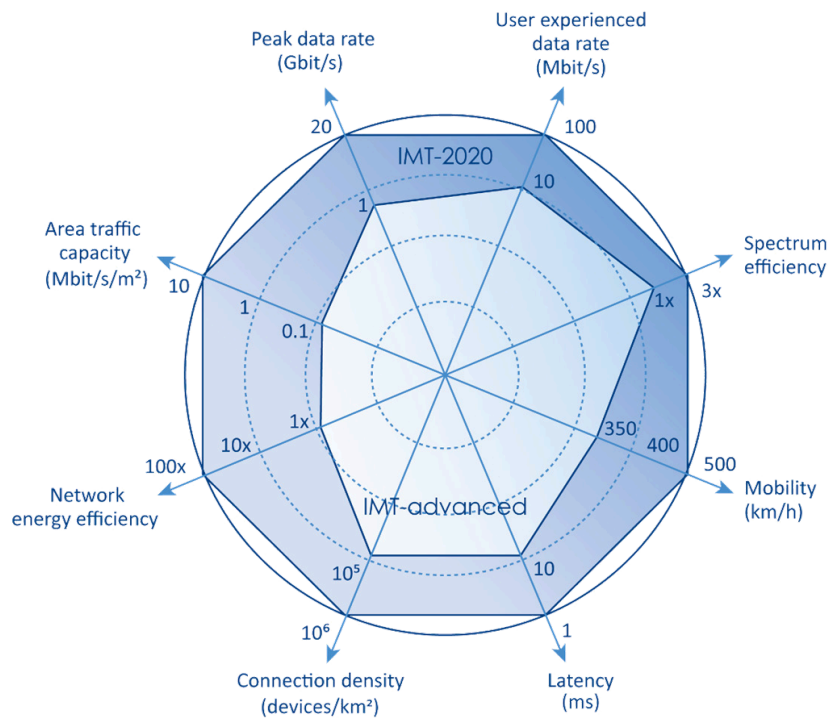 User experienced
data rate
(Mbit/s)
Peak data rate
(Gbit/s)
20
100
IMT-2020
10
1
Area traffic
capacity
(Mbit/s/m²)
Spectrum
efficiency
10
1
0.1
1x
3x
1x
10x
100x
350
400
500
Network
energy efficiency
Mobility
(km/h)
IMT-advanced
10⁵
10
10⁶
1
Connection density
(devices/km²)
Latency
(ms)